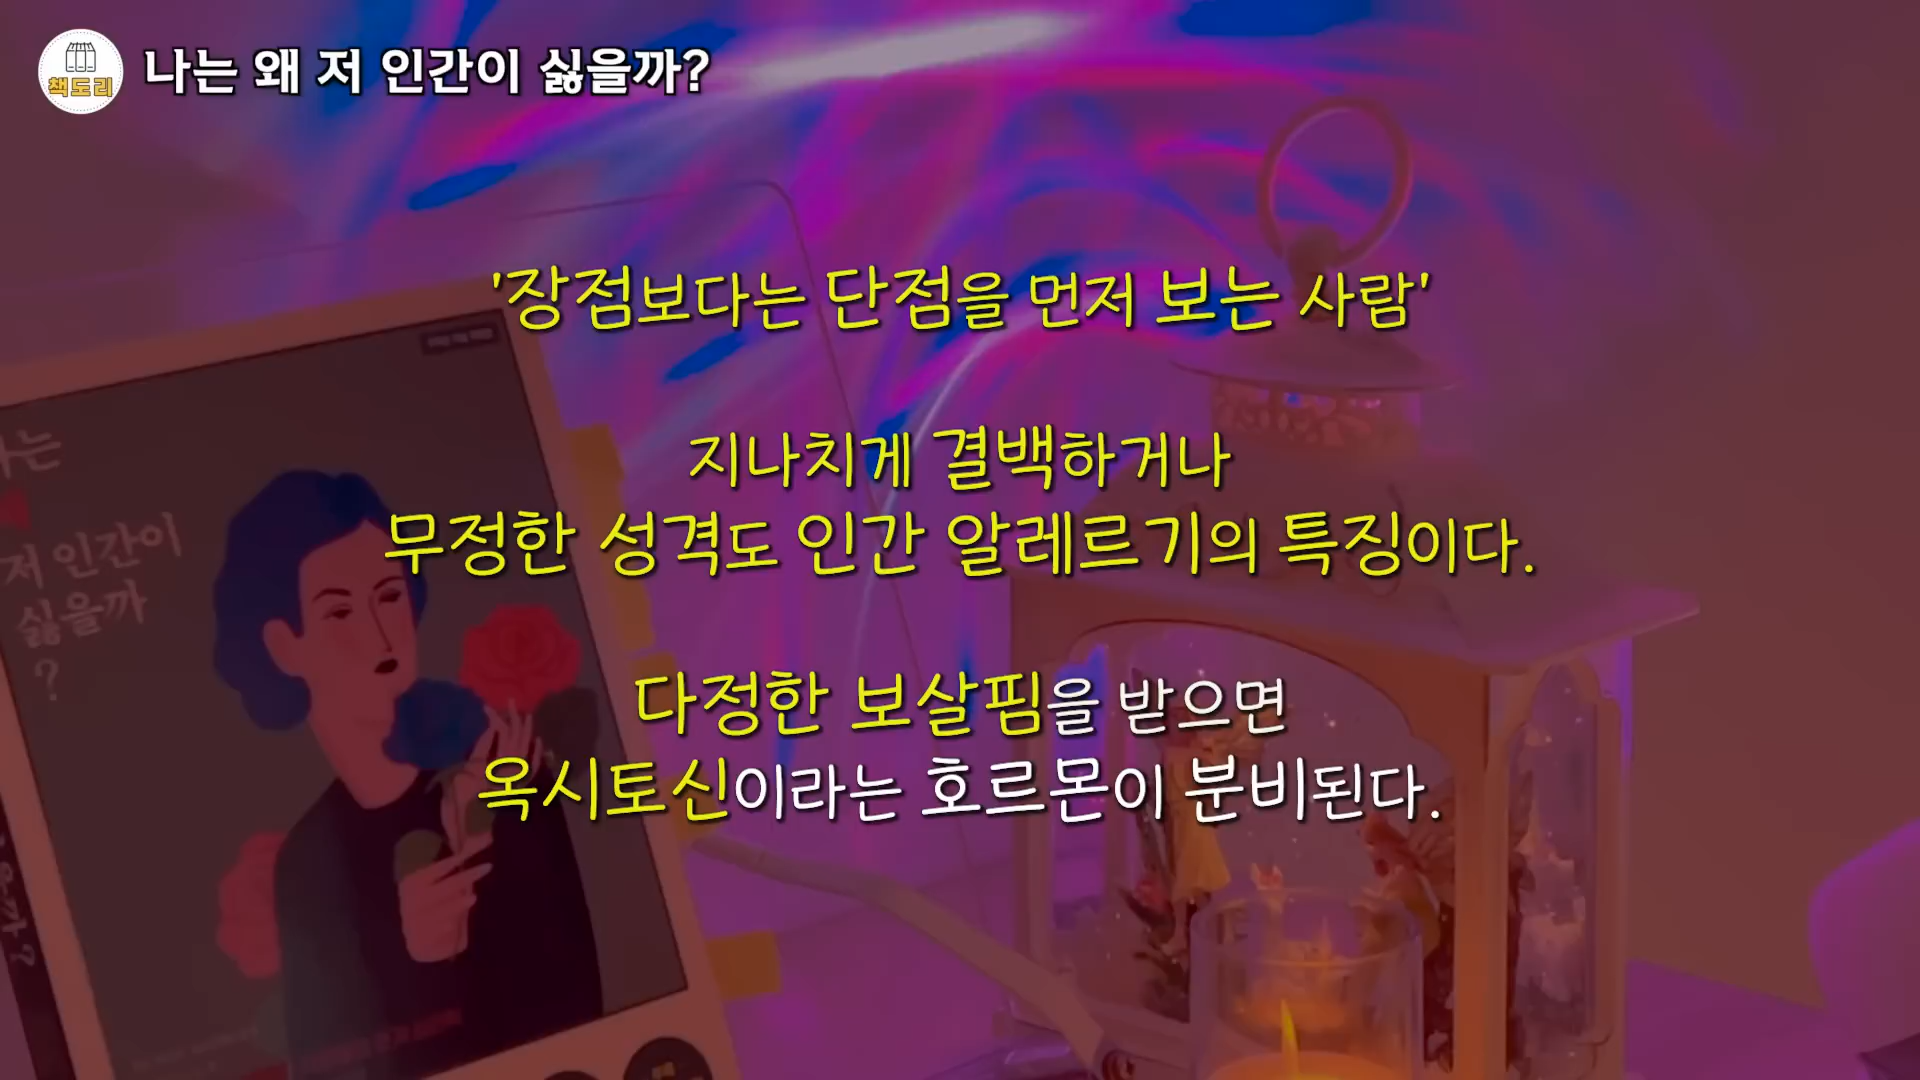 책도리
나는 왜 저 인간이 싫을까?
'장점보다는 단점을 먼저 보는 사람'
지나치게 결백하거나
무정한 성격도 인간 알레르기의 특징이다.
다정한 보살핌을 받으면
옥시토신이라는 호르몬이 분비된다.
나는
저 인간이
싫을까
?